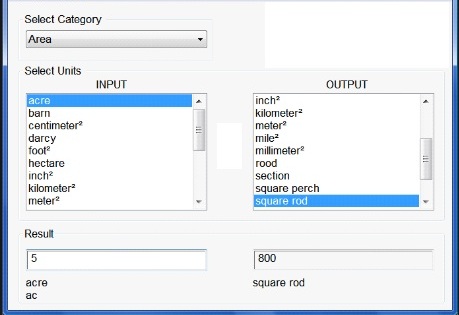 Select Category
Area
Select Units
INPUT
OUTPUT
acre
barn
centimeter²
darcy
foot²
hectare
inch²
kilometer²
meter²
inch²
kilometer²
meter²
mile²
millimeter²
rood
section
square perch
square rod
Result
5
800
acre
square rod
ac